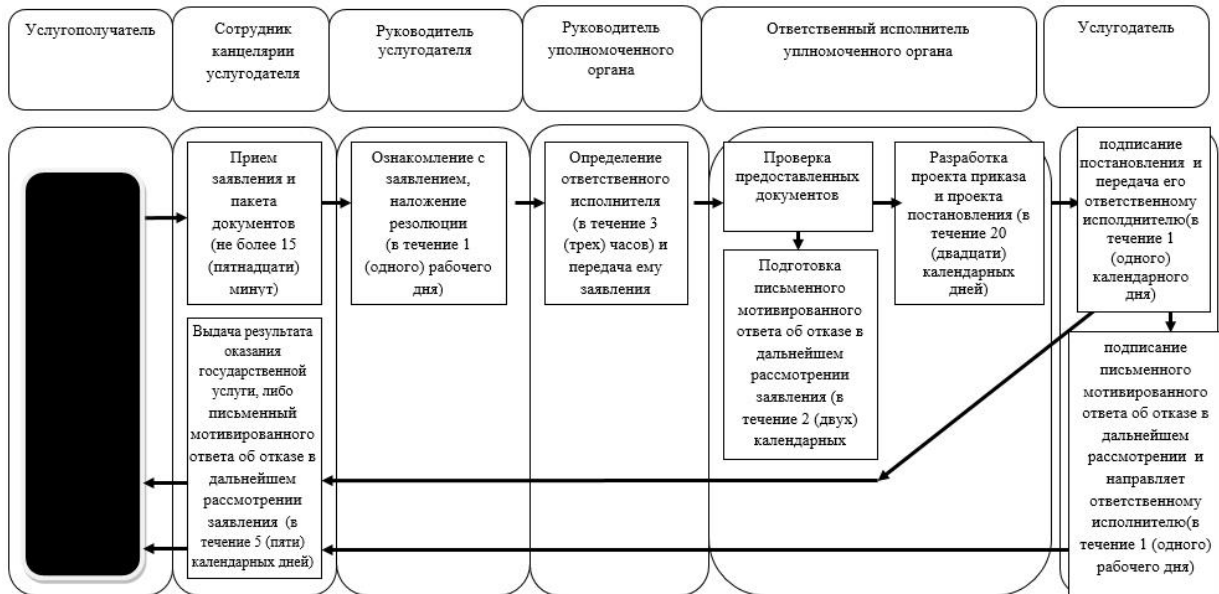 Услугополучатель
Сотрудник
канцелярии
услугодателя
Руководитель
услугодателя
Руководитель
уполномоченного
органа
Ответственный исполнитель
уплномоченного органа
Услугодатель
Прием
заявления и
пакета
документов
(не более 15
(пятнадцати)
минут)
Ознакомление с
заявлением,
наложение
резолюции
(в течение 1
(одного) рабочего
дня)
Определение
ответственного
исполнителя
(в течение 3
(трех) часов) и
передача ему
заявления
Проверка
предоставленных
документов
Разработка
проекта приказа
и проекта
постановления (в
течение 20
(двадцати)
календарных
дней)
подписание
постановления и
передача его
ответственному
исполднителю(в
течение 1
(одного)
календарного
дня)
Подготовка
письменного
мотивированного
ответа об отказе в
дальнейшем
рассмотрении
заявления (в
течение 2 (двух)
календарных
Выдача результата
оказания
государственной
услуги, либо
письменный
мотивированного
ответа об отказе в
дальнейшем
рассмотрении
заявления (в
течение 5 (пяти)
календарных дней)
подписание
письменного
мотивированного
ответа об отказе в
дальнейшем
рассмотрении и
направляет
ответственному
исполнителю(в
течение 1 (одного)
рабочего дня)